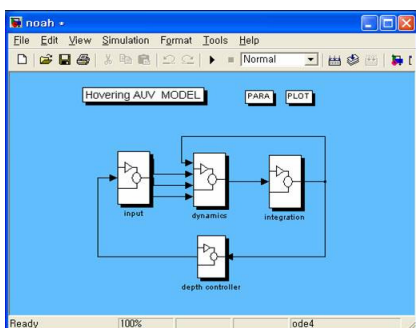 noah *
File Edit View Simulation Format Tools Help
Normal
Hovering AUV MODEL
PARA PLOT
input
dynamics
integration
depth controller
Ready 100% ode4